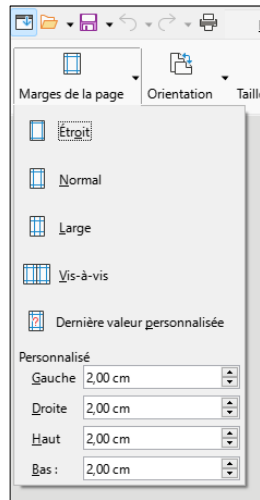 Marges de la page Orientation Taill
Étroit
Normal
Large
Vis-à-vis
Dernière valeur personnalisée
Personnalisé
Gauche 2,00 cm
Droite 2,00 cm
Haut 2,00 cm
Bas : 2,00 cm